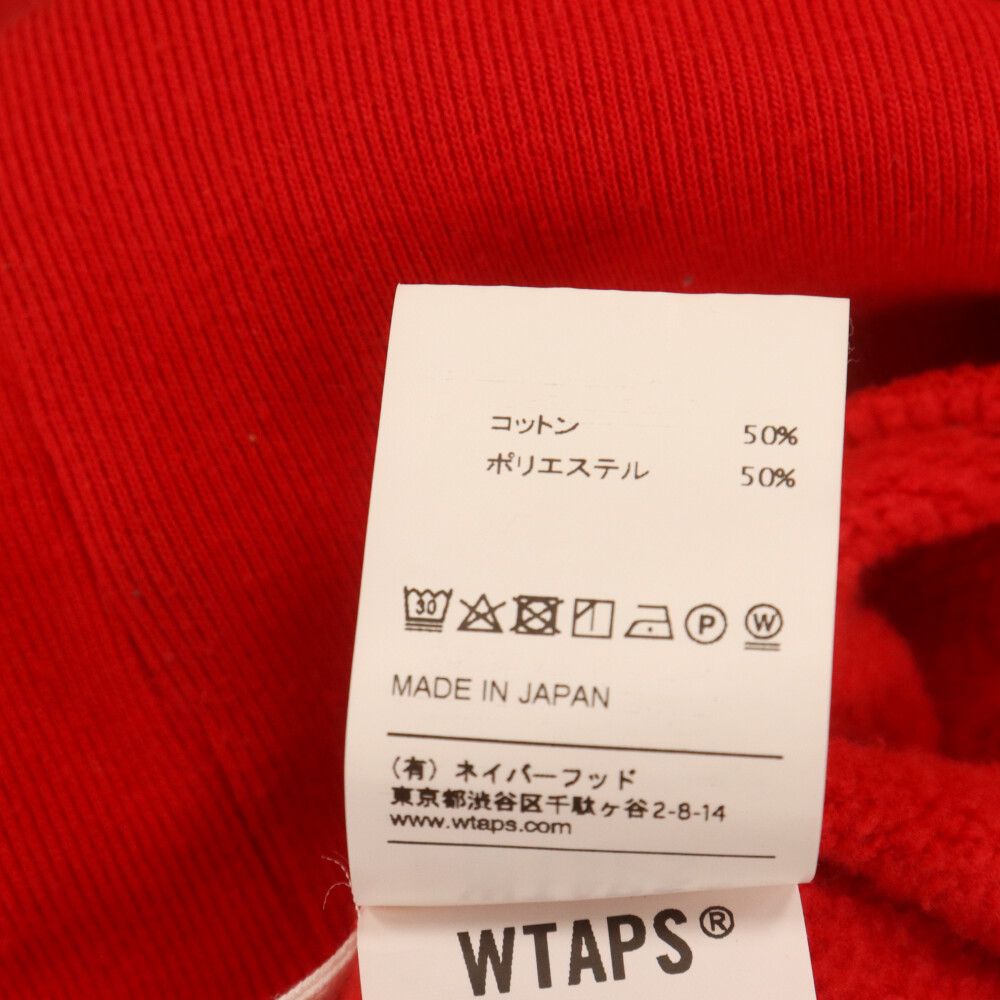 コットン 50%
ポリエステル 50%
30 P W
MADE IN JAPAN
(有) ネイバーフッド
東京都渋谷区千駄ヶ谷2-8-14
www.wtaps.com
WTAPS®